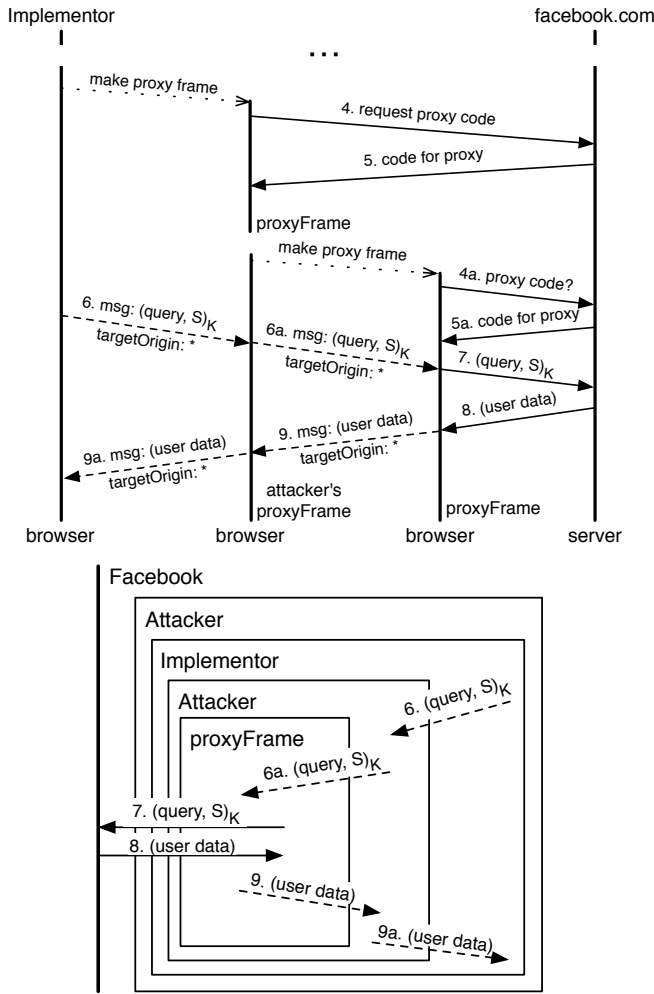 Implementor
facebook.com
...
make proxy frame
4. request proxy code
5. code for proxy
proxyFrame
make proxy frame
4a. proxy code?
5a. code for proxy
6. msg: (query, S)K
targetOrigin: *
6a. msg: (query, S)K
targetOrigin: *
7. (query, S)K
8. (user data)
9. msg: (user data)
targetOrigin: *
9a. msg: (user data)
targetOrigin: *
attacker's
proxyFrame
proxyFrame
browser
browser
browser
server
Facebook
Attacker
Implementor
Attacker
proxyFrame
6. (query, S)K
6a. (query, S)K
7. (query, S)K
8. (user data)
9. (user data)
9a. (user data)